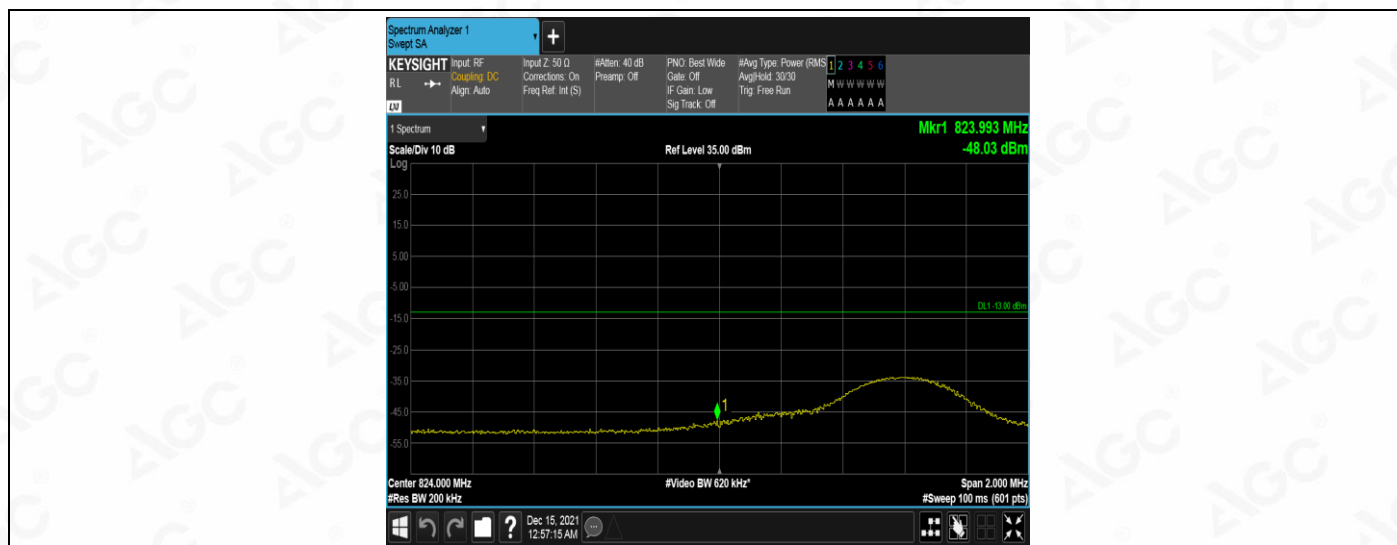 Spectrum Analyzer 1
Swept SA
KEYSIGHT
RL
Input: RF
Coupling: DC
Align: Auto
Input Z: 50 Ω
Corrections: On
Freq Ref: Int (S)
#Atten: 40 dB
Preamp: Off
PNO: Best Wide
Gate: Off
IF Gain: Low
Sig Track: Off
#Avg Type: Power (RMS
Avg|Hold: 30/30
Trig: Free Run
1 2 3 4 5 6
M W W W W W
A A A A A A
1 Spectrum
Mkr1 823.993 MHz
-48.03 dBm
Scale/Div 10 dB
Ref Level 35.00 dBm
Log
25.0
15.0
5.00
-5.00
DL1 -13.00 dBm
-15.0
-35.0
1
-45.0
-55.0
Center 824.000 MHz
#Video BW 620 kHz*
Span 2.000 MHz
#Res BW 200 kHz
#Sweep 100 ms (601 pts)
?
Dec 15, 2021
12:57:15 AM
AGC